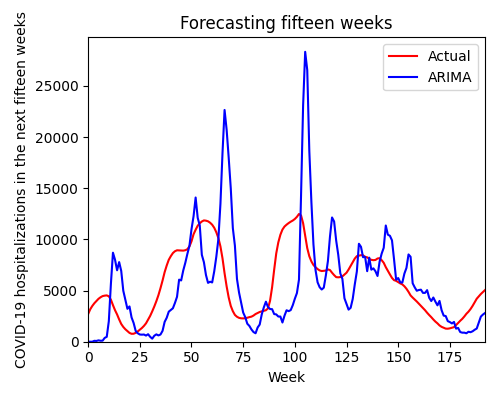 Forecasting fifteen weeks
COVID-19 hospitalizations in the next fifteen weeks
25000
20000
15000
10000
5000
0
Actual
ARIMA
0 25 50 75 100 125 150 175
Week